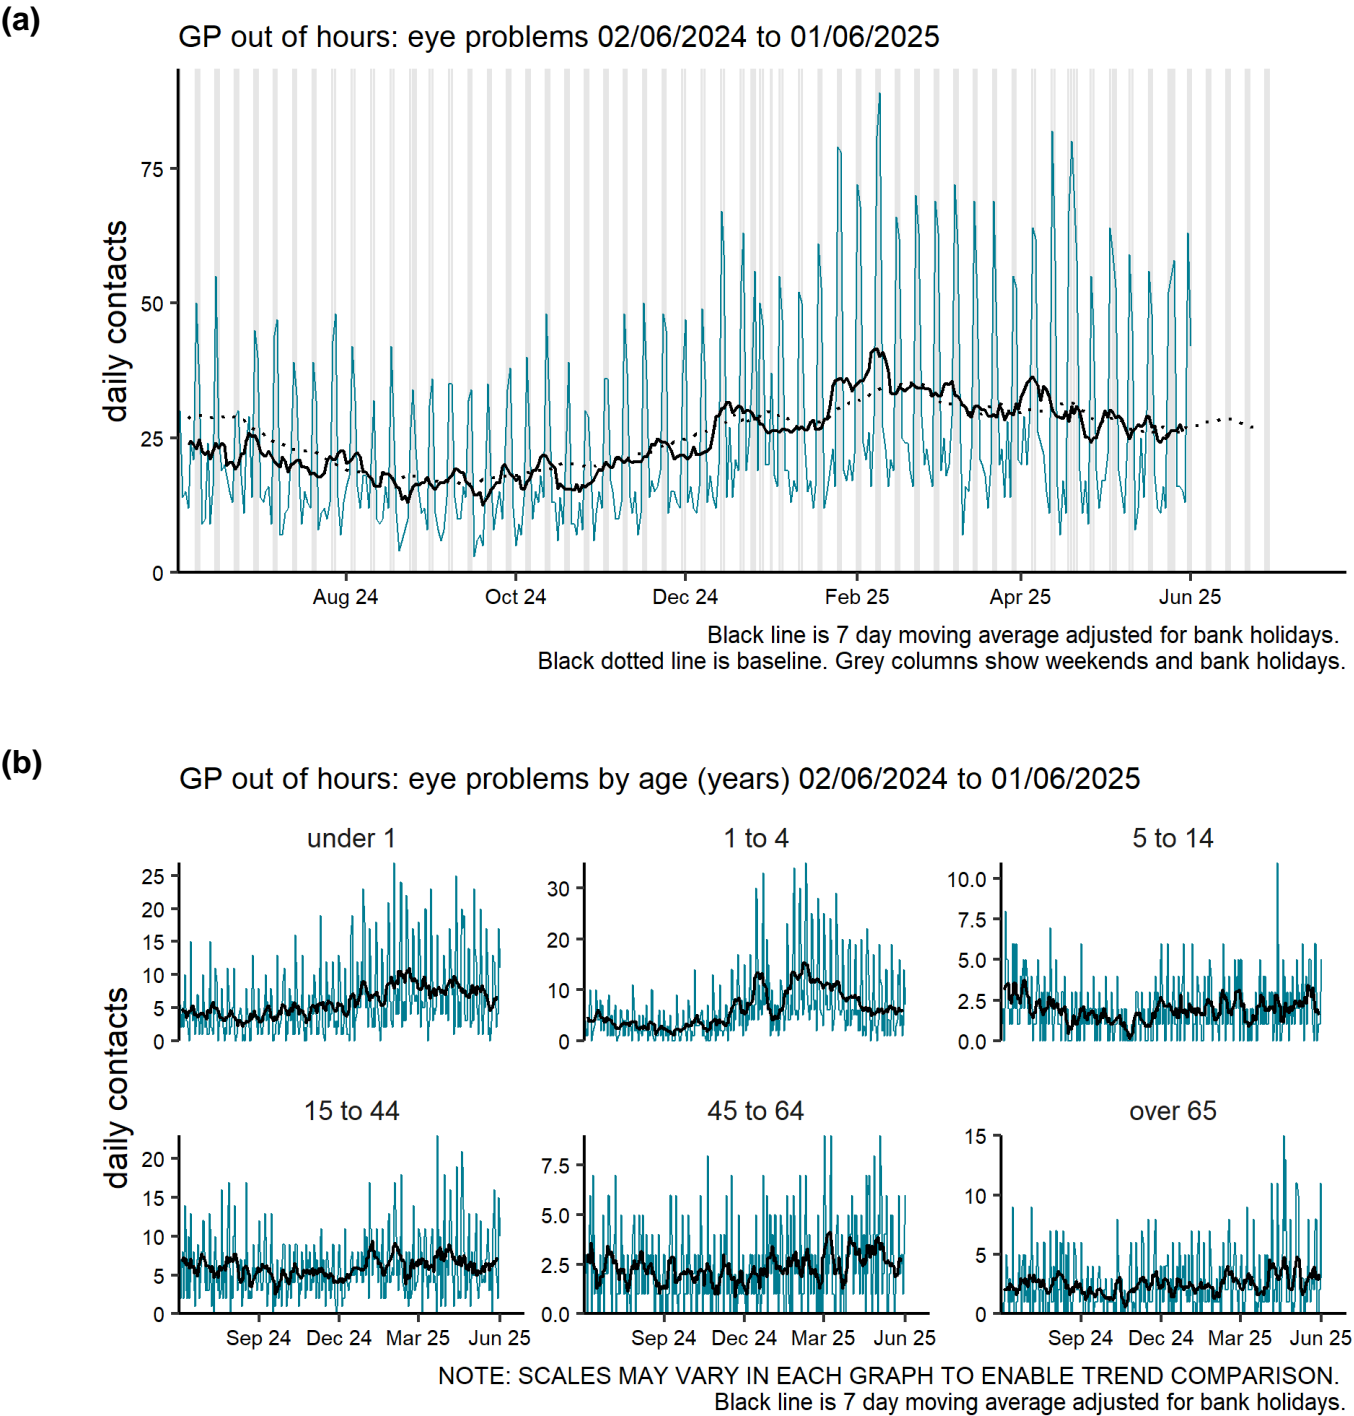 (a)
GP out of hours: eye problems 02/06/2024 to 01/06/2025
daily contacts
75
50
25
0
Aug 24 Oct 24 Dec 24 Feb 25 Apr 25 Jun 25
Black line is 7 day moving average adjusted for bank holidays.
Black dotted line is baseline. Grey columns show weekends and bank holidays.
(b)
GP out of hours: eye problems by age (years) 02/06/2024 to 01/06/2025
daily contacts
under 1
25
20
15
10
5
0
1 to 4
30
20
10
0
5 to 14
10.0
7.5
5.0
2.5
0.0
15 to 44
20
15
10
5
0
Sep 24 Dec 24 Mar 25 Jun 25
45 to 64
7.5
5.0
2.5
0.0
Sep 24 Dec 24 Mar 25 Jun 25
over 65
15
10
5
0
Sep 24 Dec 24 Mar 25 Jun 25
NOTE: SCALES MAY VARY IN EACH GRAPH TO ENABLE TREND COMPARISON.
Black line is 7 day moving average adjusted for bank holidays.